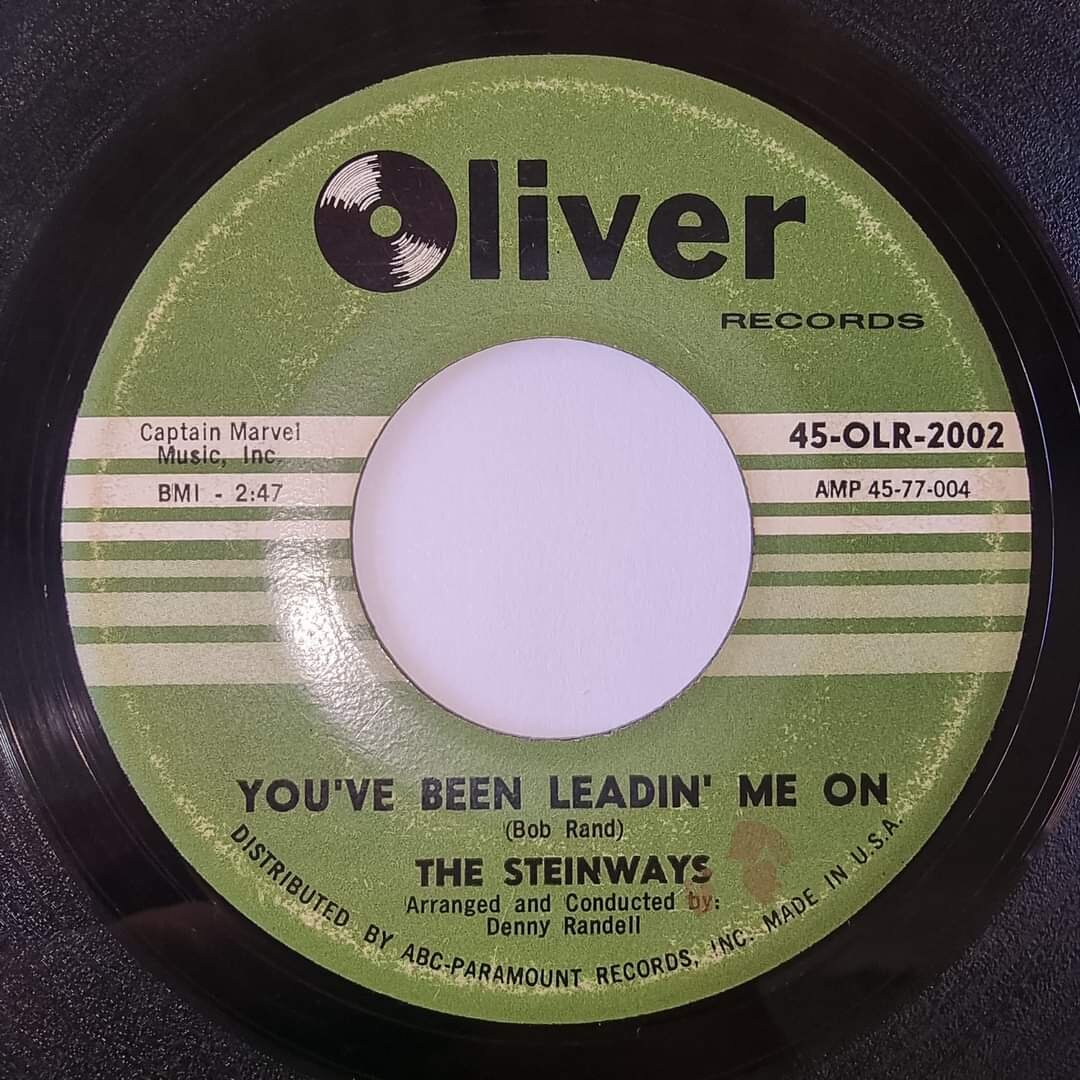 Oliver
RECORDS
Captain Marvel
Music, Inc.
BMI - 2:47
45-OLR-2002
AMP 45-77-004
YOU'VE BEEN LEADIN' ME ON
(Bob Rand)
THE STEINWAYS
Arranged and Conducted by:
Denny Randell
DISTRIBUTED BY ABC-PARAMOUNT RECORDS, INC. MADE IN U.S.A.